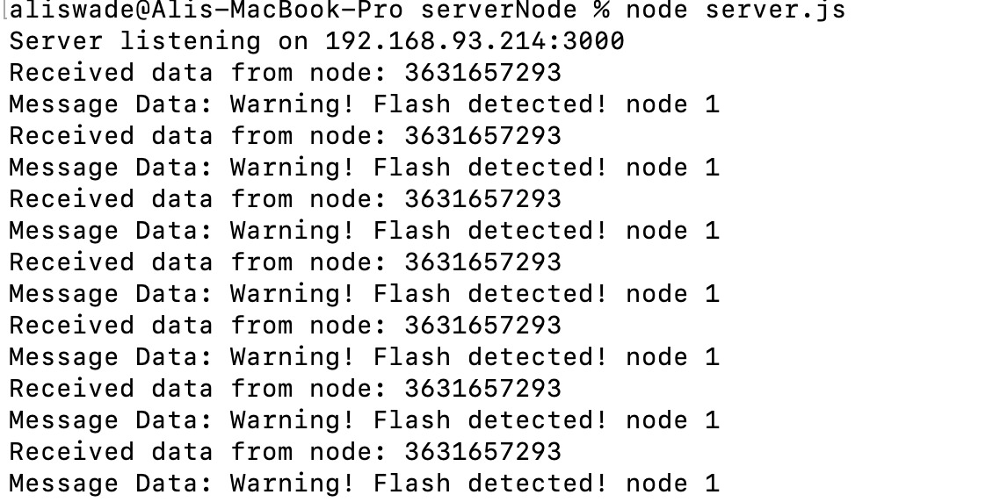 aliswade@Alis-MacBook-Pro serverNode % node server.js
Server listening on 192.168.93.214:3000
Received data from node: 3631657293
Message Data: Warning! Flash detected! node 1
Received data from node: 3631657293
Message Data: Warning! Flash detected! node 1
Received data from node: 3631657293
Message Data: Warning! Flash detected! node 1
Received data from node: 3631657293
Message Data: Warning! Flash detected! node 1
Received data from node: 3631657293
Message Data: Warning! Flash detected! node 1
Received data from node: 3631657293
Message Data: Warning! Flash detected! node 1
Received data from node: 3631657293
Message Data: Warning! Flash detected! node 1